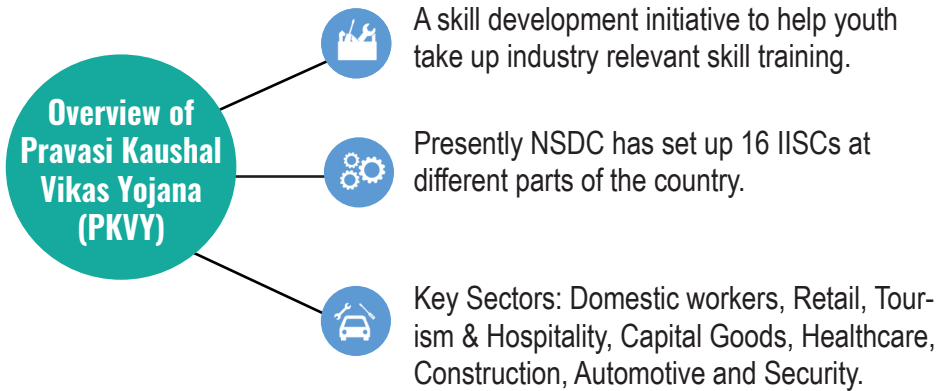 Overview of
Pravasi Kaushal
Vikas Yojana
(PKVY)
A skill development initiative to help youth
take up industry relevant skill training.
Presently NSDC has set up 16 IISCs at
different parts of the country.
Key Sectors: Domestic workers, Retail, Tour-
ism & Hospitality, Capital Goods, Healthcare,
Construction, Automotive and Security.